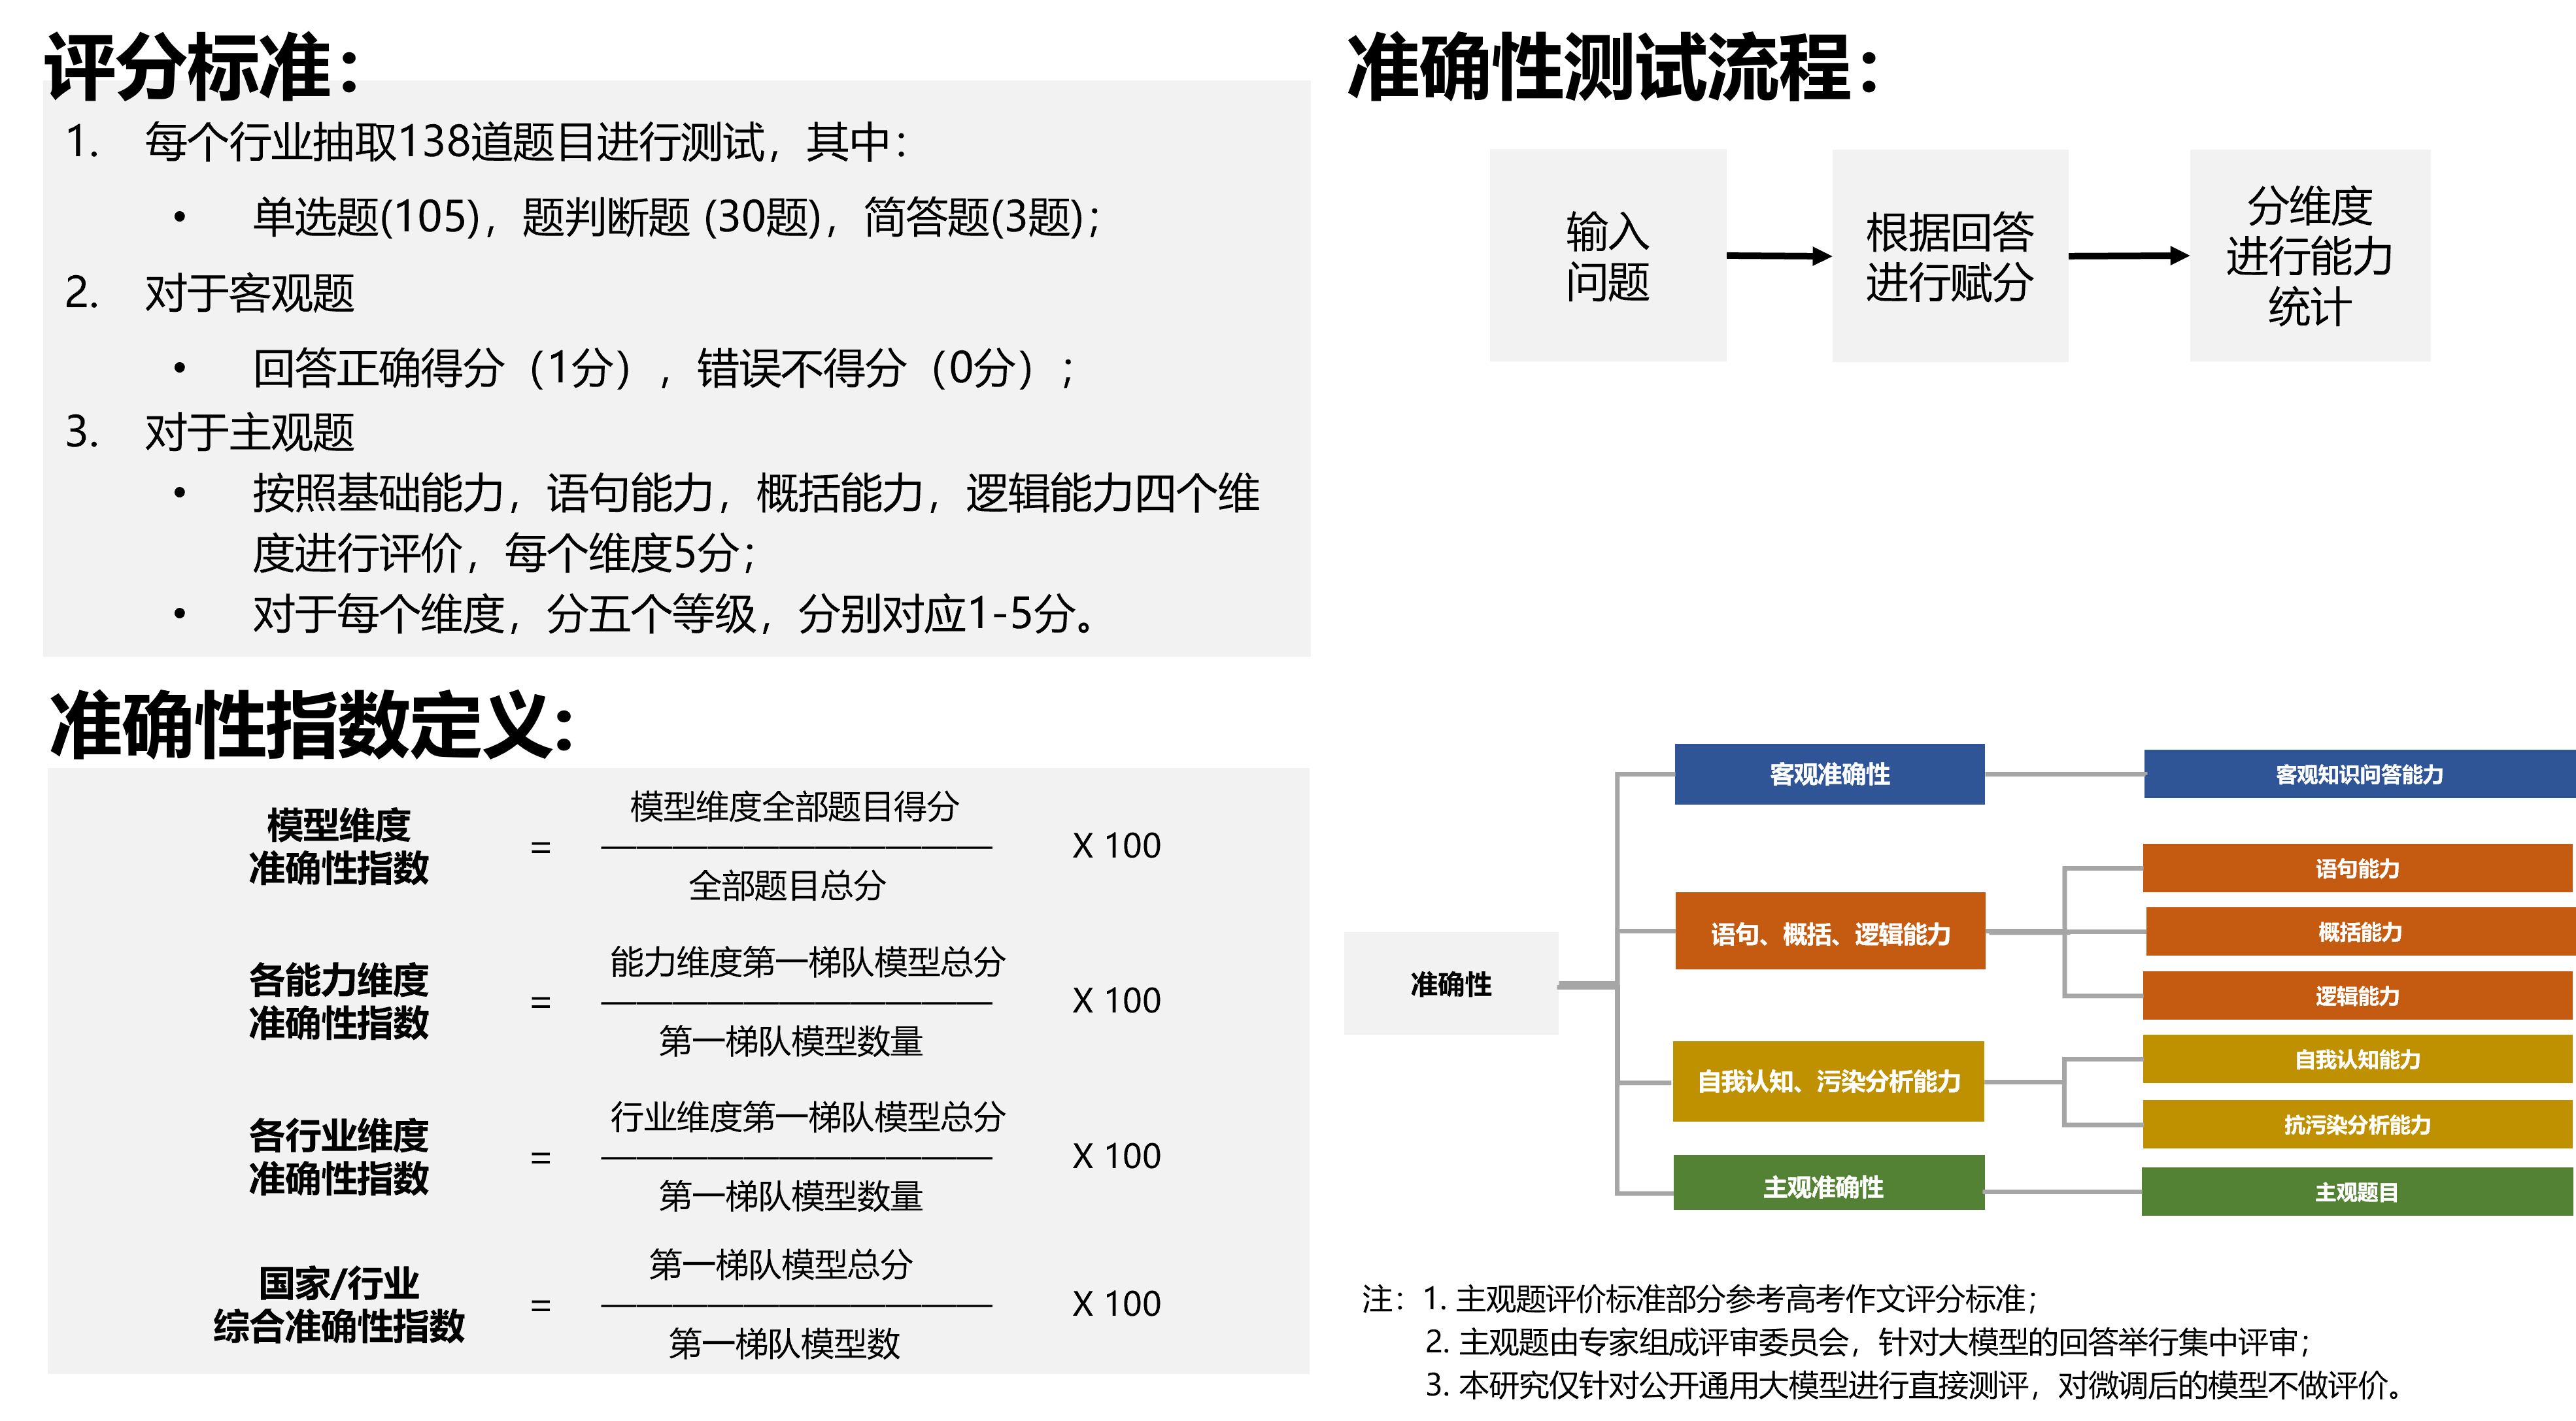 评分标准：
1. 每个行业抽取138道题目进行测试，其中：
• 单选题(105)，题判断题 (30题)，简答题(3题)；
2. 对于客观题
• 回答正确得分（1分），错误不得分（0分）；
3. 对于主观题
• 按照基础能力，语句能力，概括能力，逻辑能力四个维
度进行评价，每个维度5分；
• 对于每个维度，分五个等级，分别对应1-5分。
准确性测试流程：
输入
问题
根据回答
进行赋分
分维度
进行能力
统计
准确性指数定义：
模型维度
准确性指数
=
模型维度全部题目得分
全部题目总分
X 100
各能力维度
准确性指数
=
能力维度第一梯队模型总分
第一梯队模型数量
X 100
各行业维度
准确性指数
=
行业维度第一梯队模型总分
第一梯队模型数量
X 100
国家/行业
综合准确性指数
=
第一梯队模型总分
第一梯队模型数
X 100
准确性
客观准确性
客观知识问答能力
语句、概括、逻辑能力
语句能力
概括能力
逻辑能力
自我认知、污染分析能力
自我认知能力
抗污染分析能力
主观准确性
主观题目
注：1. 主观题评价标准部分参考高考作文评分标准；
2. 主观题由专家组成评审委员会，针对大模型的回答举行集中评审；
3. 本研究仅针对公开通用大模型进行直接测评，对微调后的模型不做评价。